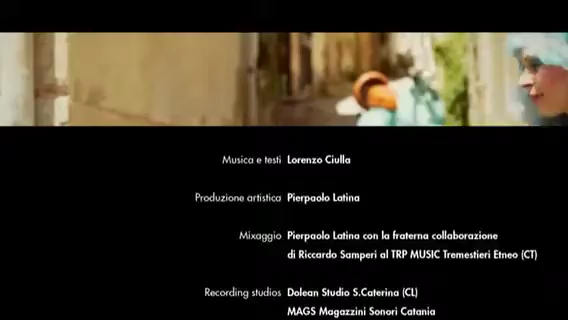 Musica e testi Lorenzo Ciulla
Produzione artistica Pierpaolo Latina
Mixaggio Pierpaolo Latina con la fraterna collaborazione
di Riccardo Samperi al TRP MUSIC Tremestieri Etneo (CT)
Recording studios Dolean Studio S.Caterina (CL)
MAGS Magazzini Sonori Catania